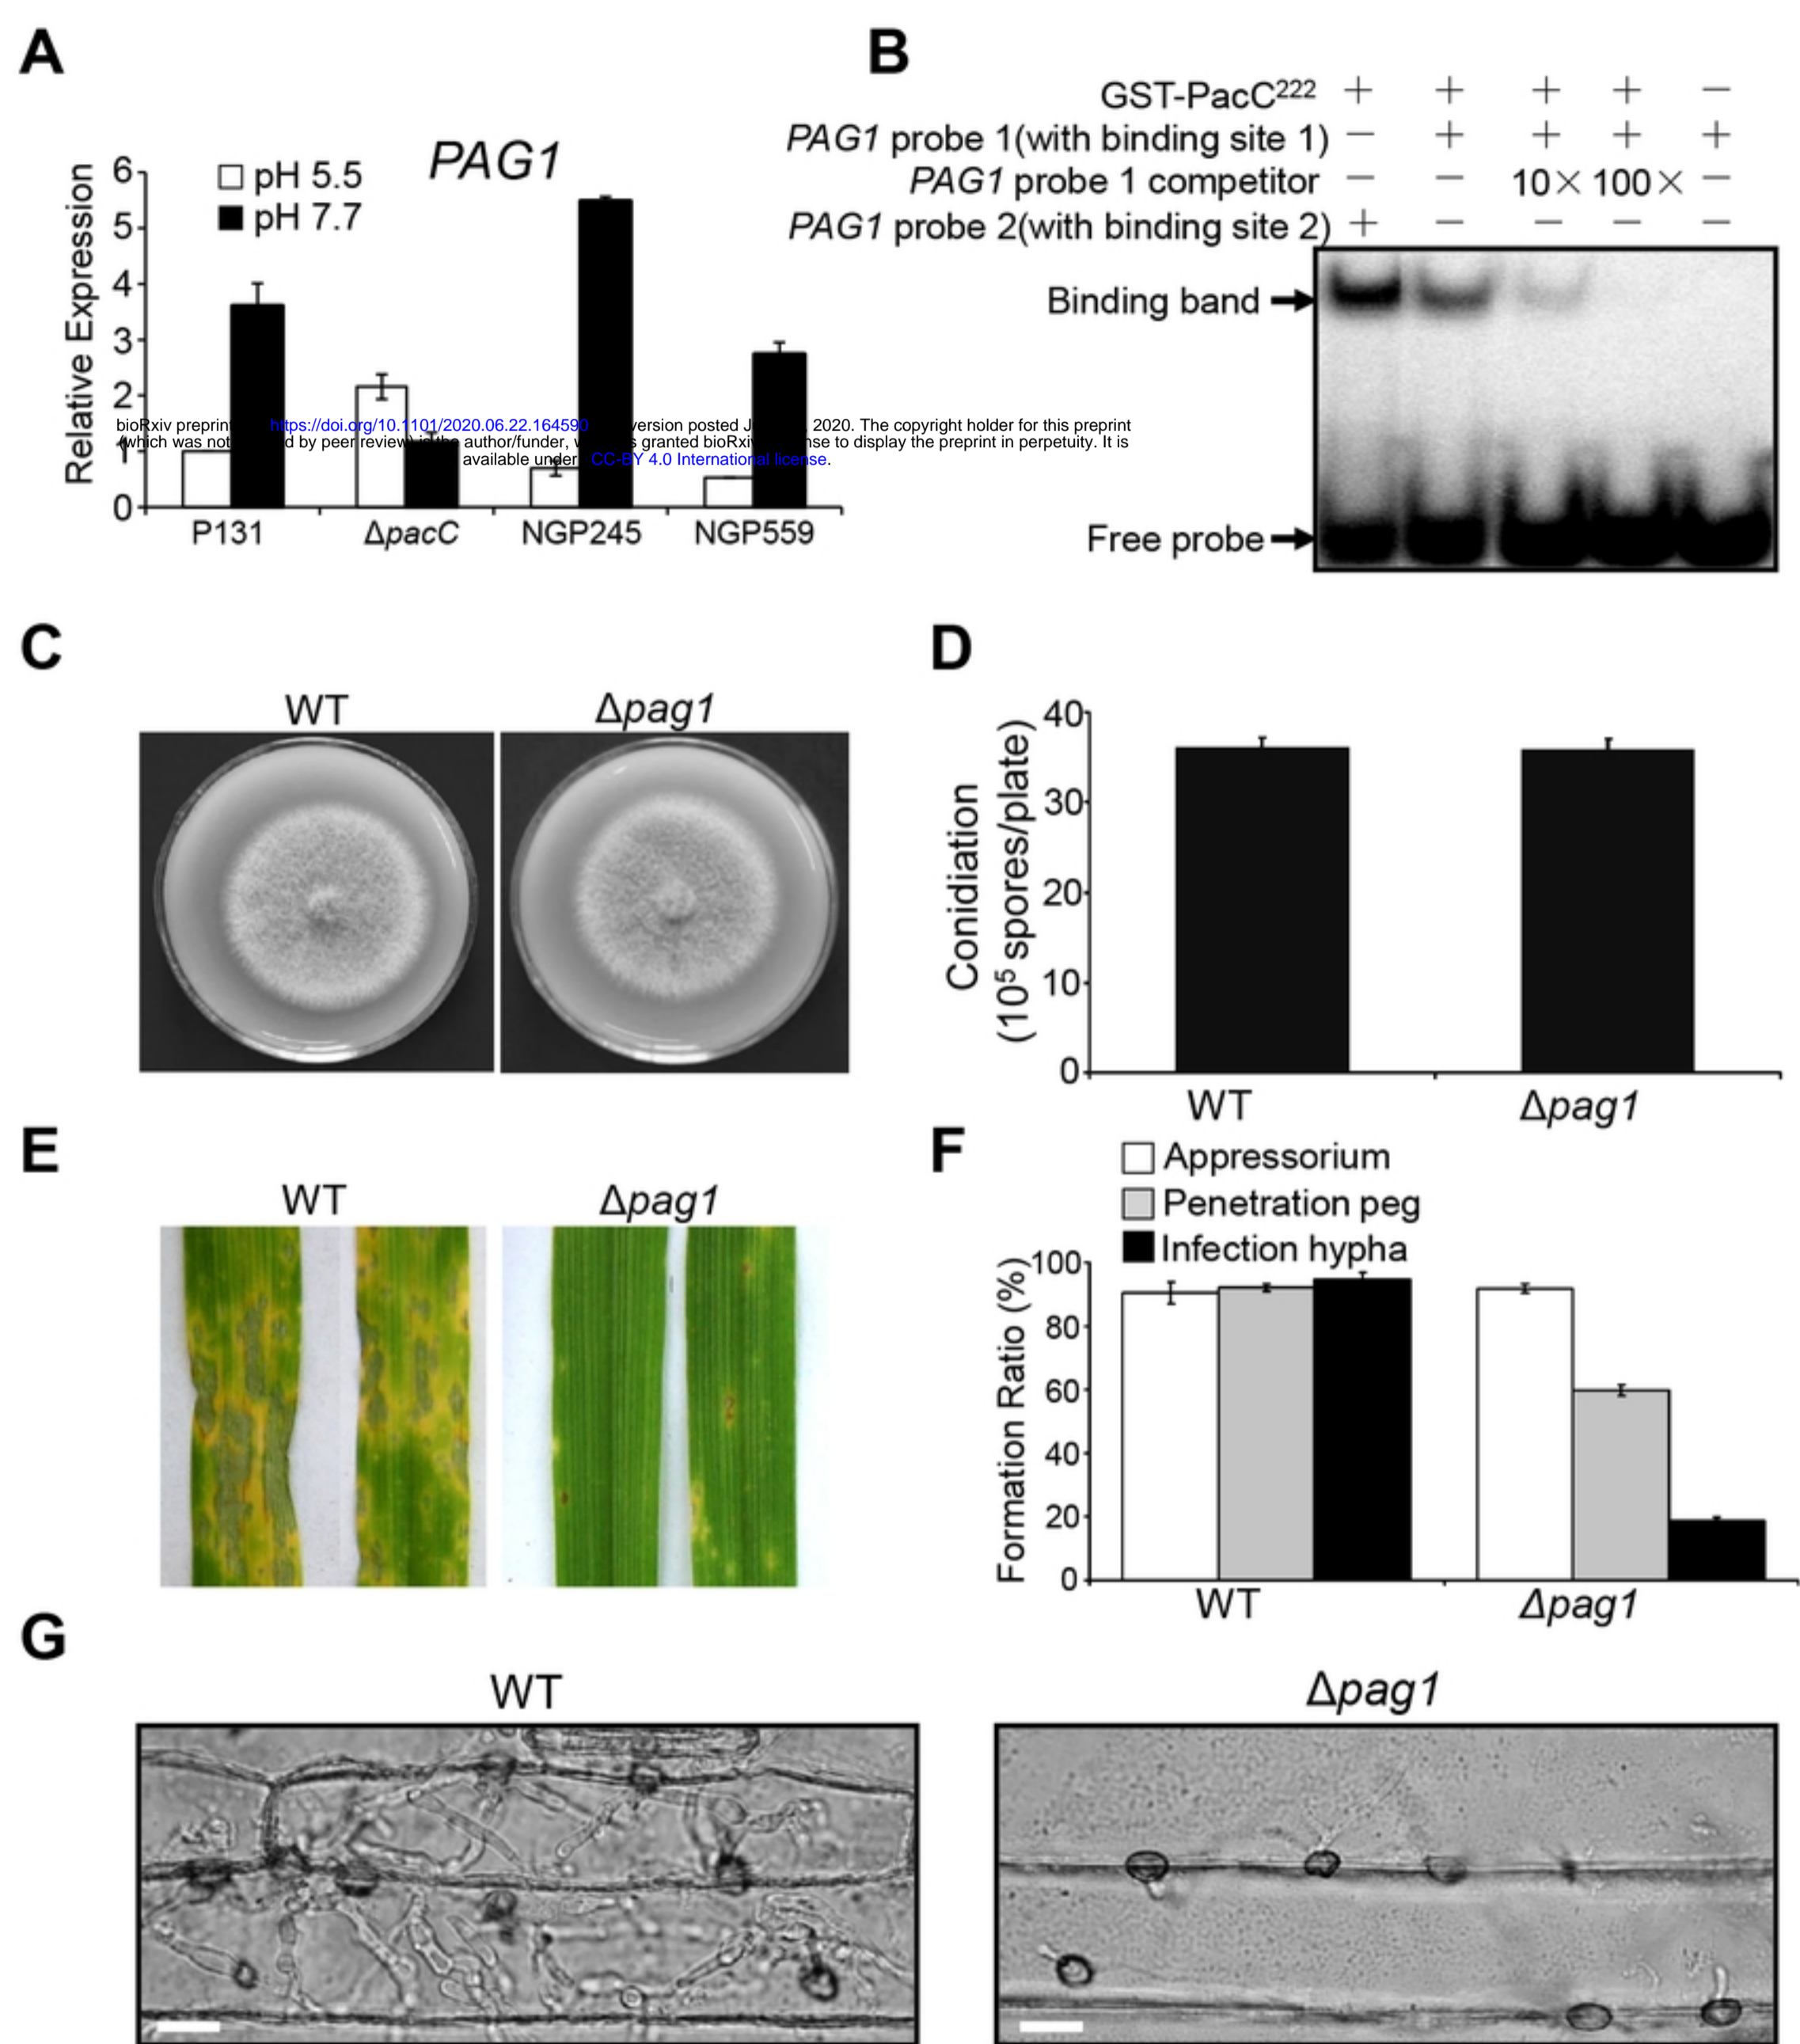 A
PAG1
Relative Expression
6
5
4
3
2
1
0
pH 5.5
pH 7.7
P131
ΔpacC
NGP245
NGP559
bioRxiv preprin https://doi.org/10.1101/2020.06.22.164590 version posted J 2020. The copyright holder for this preprint
(which was not d by peer review) is the author/funder, w s granted bioRxiv nse to display the preprint in perpetuity. It is
available under CC-BY 4.0 International license.
B
GST-PacC²²² + + + + −
PAG1 probe 1(with binding site 1) − + + + +
PAG1 probe 1 competitor − − 10× 100× −
PAG1 probe 2(with binding site 2) + − − − −
Binding band
Free probe
C
WT
Δpag1
D
Conidiation
(10⁵ spores/plate)
40
30
20
10
0
WT
Δpag1
E
WT
Δpag1
F
Appressorium
Penetration peg
Infection hypha
Formation Ratio (%)
100
80
60
40
20
0
WT
Δpag1
G
WT
Δpag1